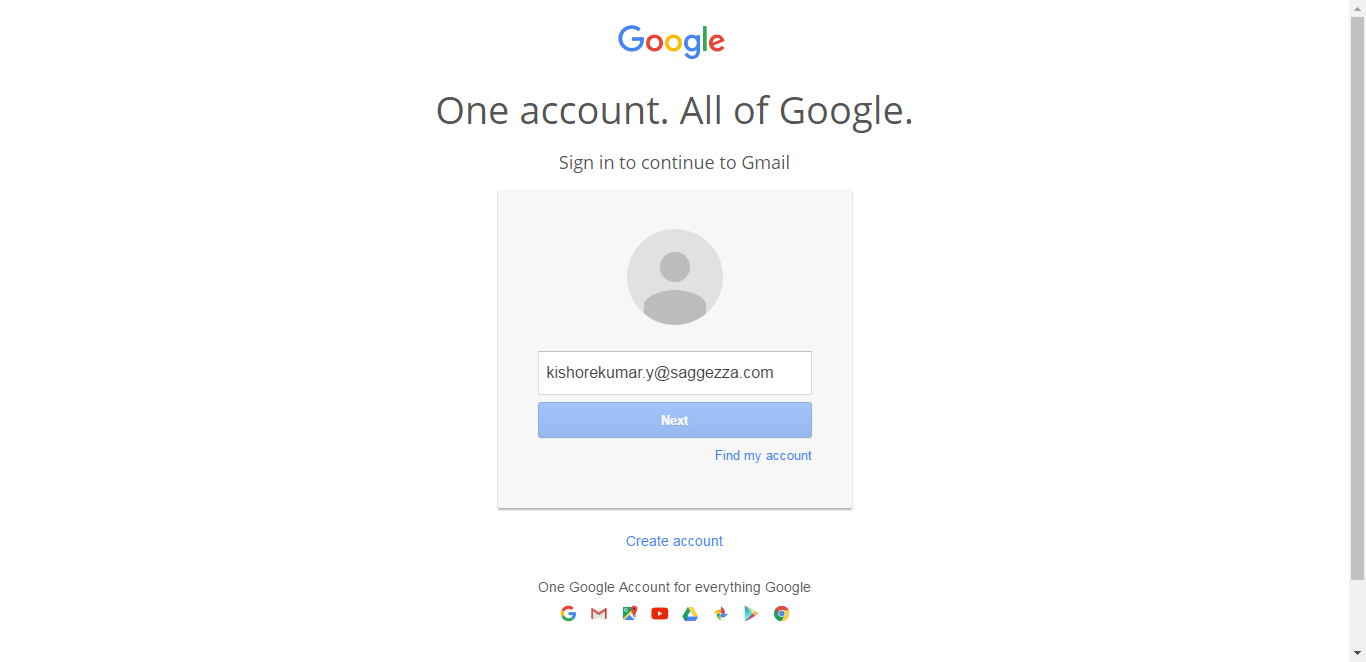 Google
One account. All of Google.
Sign in to continue to Gmail
kishorekumar.y@saggezza.com
Next
Find my account
Create account
One Google Account for everything Google